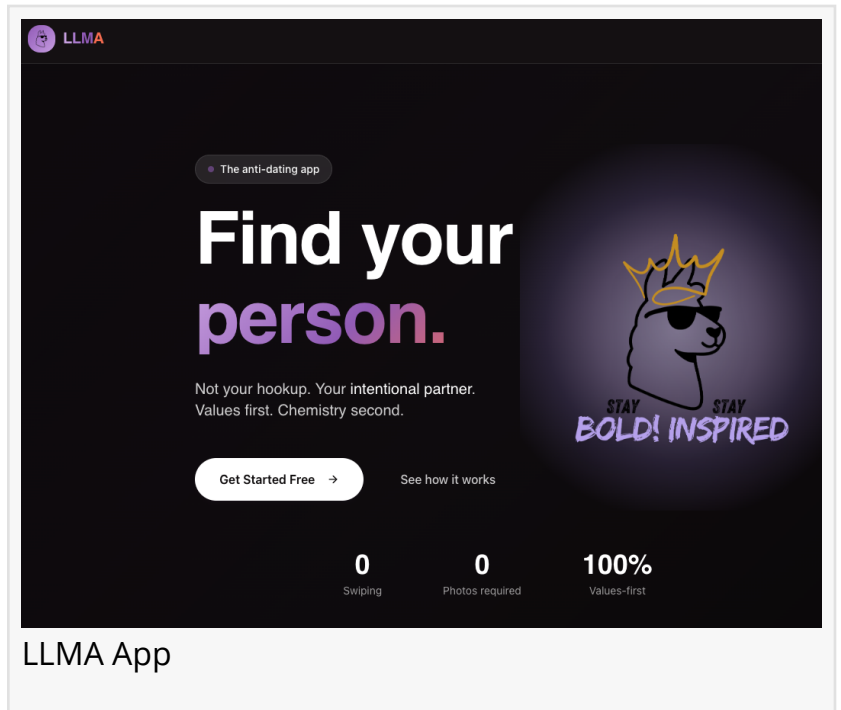 LLMA
The anti-dating app
Find your
person.
Not your hookup. Your intentional partner.
Values first. Chemistry second.
Get Started Free →
See how it works
STAY STAY
BOLD! INSPIRED
0 0 100%
Swiping Photos required Values-first
LLMA App